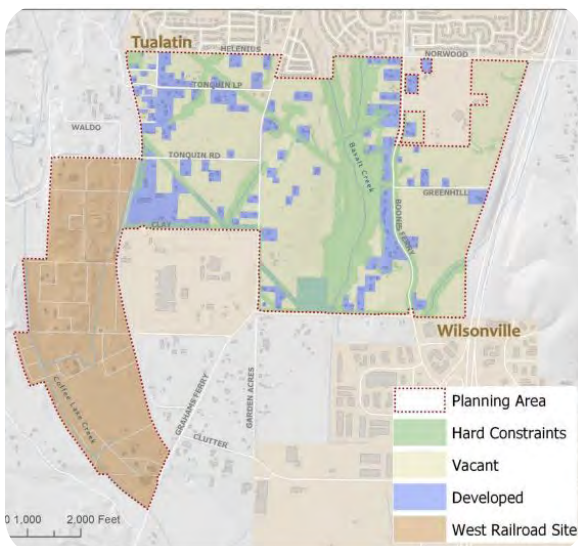 Tualatin
HELENIUS
NORWOOD
TONQUIN LP
WALDO
Basalt Creek
TONQUIN RD
GREENHILL
BOONES FERRY
CLAY
Wilsonville
Coffee Lake Creek
GRAHAMS FERRY
GARDEN ACRES
CLUTTER
Planning Area
Hard Constraints
Vacant
Developed
West Railroad Site
0 1,000 2,000 Feet